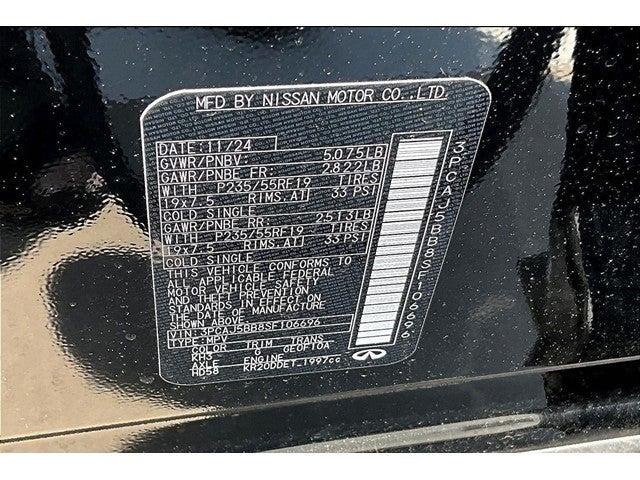 MFD BY NISSAN MOTOR CO.,LTD.
DATE:11/24
GVWR/PNBV: 5,075LB
GAWR/PNBE FR: 2,822LB
WITH P235/55RF19 TIRES
19x7.5 RIMS.AT 33 PSI
COLD SINGLE
GAWR/PNBE RR: 2,513LB
WITH P235/55RF19 TIRES
19x7.5 RIMS.AT 33 PSI
COLD SINGLE
THIS VEHICLE CONFORMS TO
ALL APPLICABLE FEDERAL
MOTOR VEHICLE SAFETY
AND THEFT PREVENTION
STANDARDS IN EFFECT ON
THE DATE OF MANUFACTURE
SHOWN ABOVE.
VIN:3PCAJ5BB8SF106696
TYPE:MPV
COLOR TRIM TRANS
KH3 G GE0F10A
AXLE ENGINE
HD58 KR20DDET 1997cc
3PCAJ5BB8SF106696